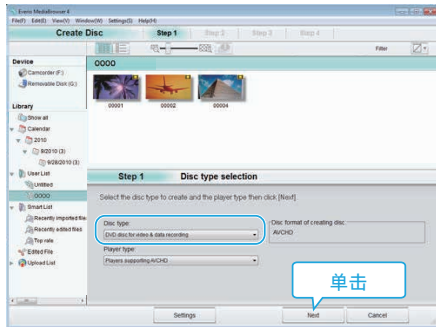 Everio MediaBrowser 4
File(F) Edit(E) View(V) Window(W) Settings(S) Help(H)
Create Disc
Step 1
Step 2
Step 3
Step 4
Filter
Device
Camcorder (F:)
Removable Disk (G:)
Library
Show all
Calendar
2010
9/2010 (3)
9/28/2010 (3)
User List
Untitled
0000
Smart List
Recently imported file
Recently edited files
Top rate
Edited File
Upload List
0000
00001
00002
00004
Step 1 Disc type selection
Select the disc type to create and the player type then click [Next].
Disc type:
DVD disc for video & data recording
Player type:
Players supporting AVCHD
Disc format of creating disc:
AVCHD
单击
Settings
Next
Cancel